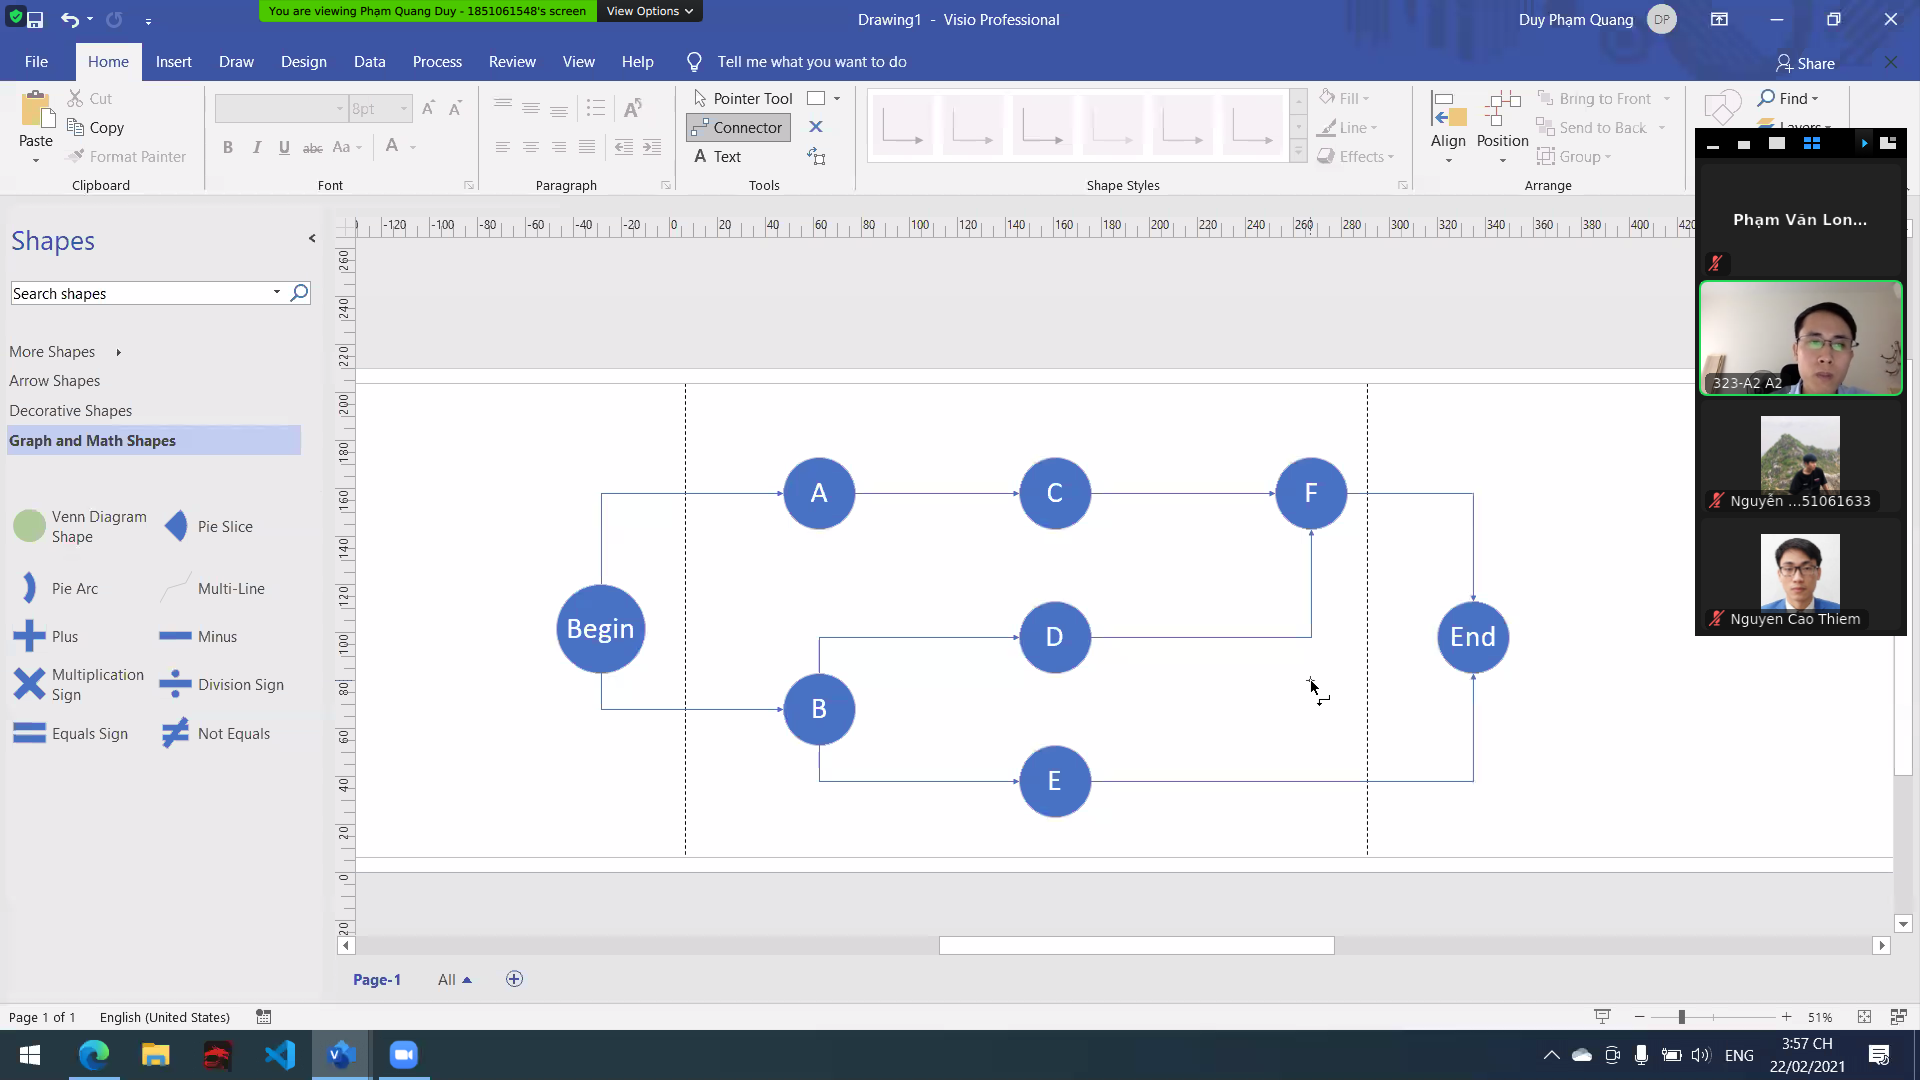 You are viewing Phạm Quang Duy - 1851061548's screen
View Options
Drawing1 - Visio Professional
Duy Phạm Quang
DP
File
Home
Insert
Draw
Design
Data
Process
Review
View
Help
Tell me what you want to do
Share
Paste
Cut
Copy
Format Painter
Clipboard
8pt
B I U abc Aa A
Font
Paragraph
Pointer Tool
Connector
A Text
Tools
Shape Styles
Fill
Line
Effects
Align
Position
Bring to Front
Send to Back
Group
Arrange
Find
Layers
Shapes
Search shapes
More Shapes
Arrow Shapes
Decorative Shapes
Graph and Math Shapes
Venn Diagram
Shape
Pie Slice
Pie Arc
Multi-Line
Plus
Minus
Multiplication
Sign
Division Sign
Equals Sign
Not Equals
-120 -100 -80 -60 -40 -20 0 20 40 60 80 100 120 140 160 180 200 220 240 260 280 300 320 340 360 380 400 420
260
240
220
200
180
160
140
120
100
80
60
40
20
0
20
A
C
F
Begin
D
End
B
E
Phạm Văn Lon...
323-A2 A2
Nguyễn ...51061633
Nguyen Cao Thiem
Page-1
All
Page 1 of 1
English (United States)
51%
ENG
3:57 CH
22/02/2021